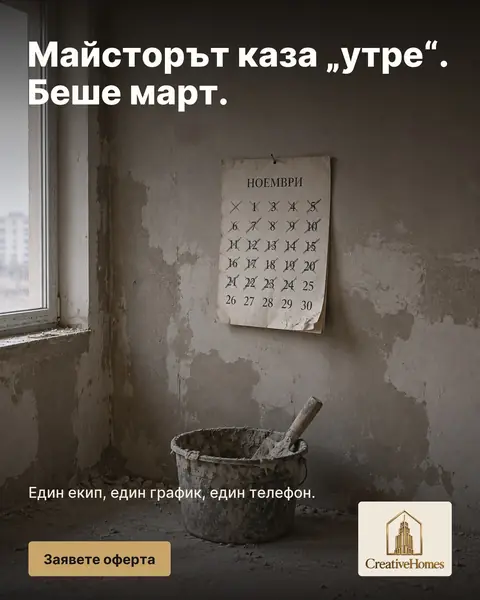 Майсторът каза „утре“.
Беше март.
НОЕМВРИ
1 2 3 4 5
6 7 8 9 10
11 12 13 14 15
16 17 18 19 20
21 22 23 24 25
26 27 28 29 30
Един екип, един график, един телефон.
Заявете оферта
CreativeHomes